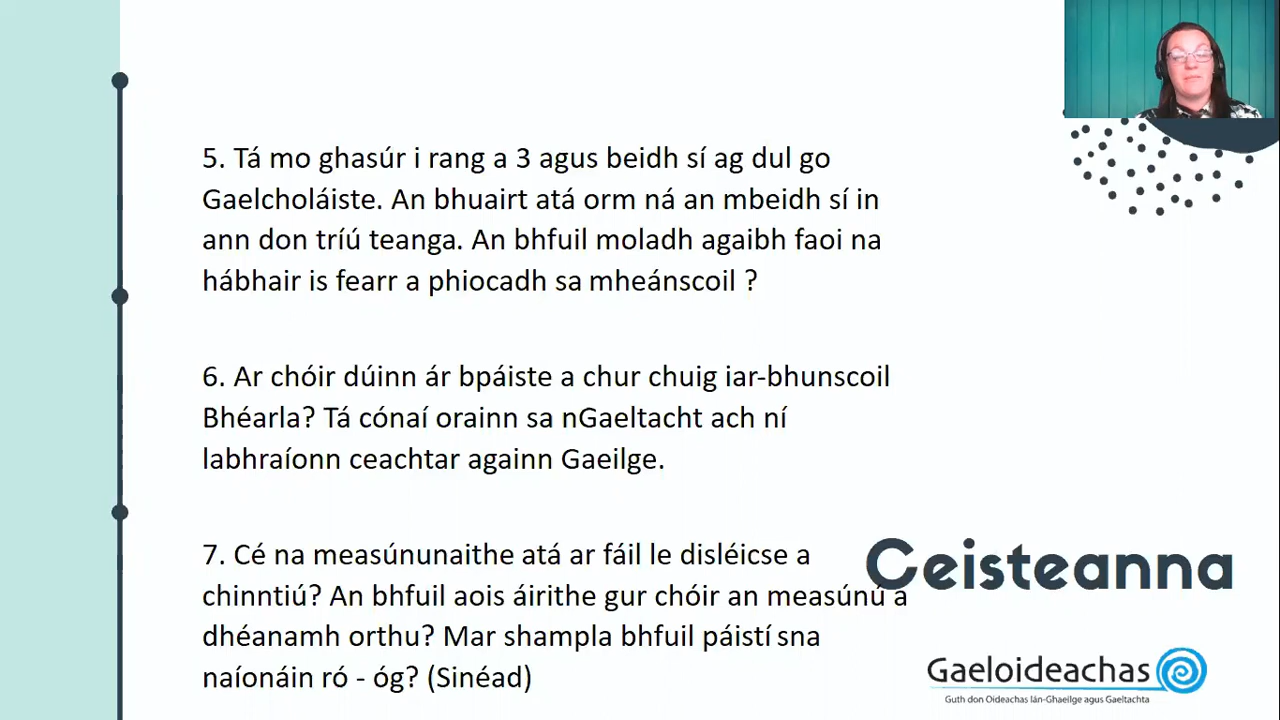 5. Tá mo ghasúr i rang a 3 agus beidh sí ag dul go
Gaelcholáiste. An bhuairt atá orm ná an mbeidh sí in
ann don tríú teanga. An bhfuil moladh agaibh faoi na
hábhair is fearr a phiocadh sa mheánscoil ?
6. Ar chóir dúinn ár bpáiste a chur chuig iar-bhunscoil
Bhéarla? Tá cónaí orainn sa nGaeltacht ach ní
labhraíonn ceachtar againn Gaeilge.
7. Cé na measúnunaithe atá ar fáil le disléicse a
chinntiú? An bhfuil aois áirithe gur chóir an measúnú a
dhéanamh orthu? Mar shampla bhfuil páistí sna
naíonáin ró - óg? (Sinéad)
Ceisteanna
Gaeloideachas
Guth don Oideachas lán-Ghaeilge agus Gaeltachta